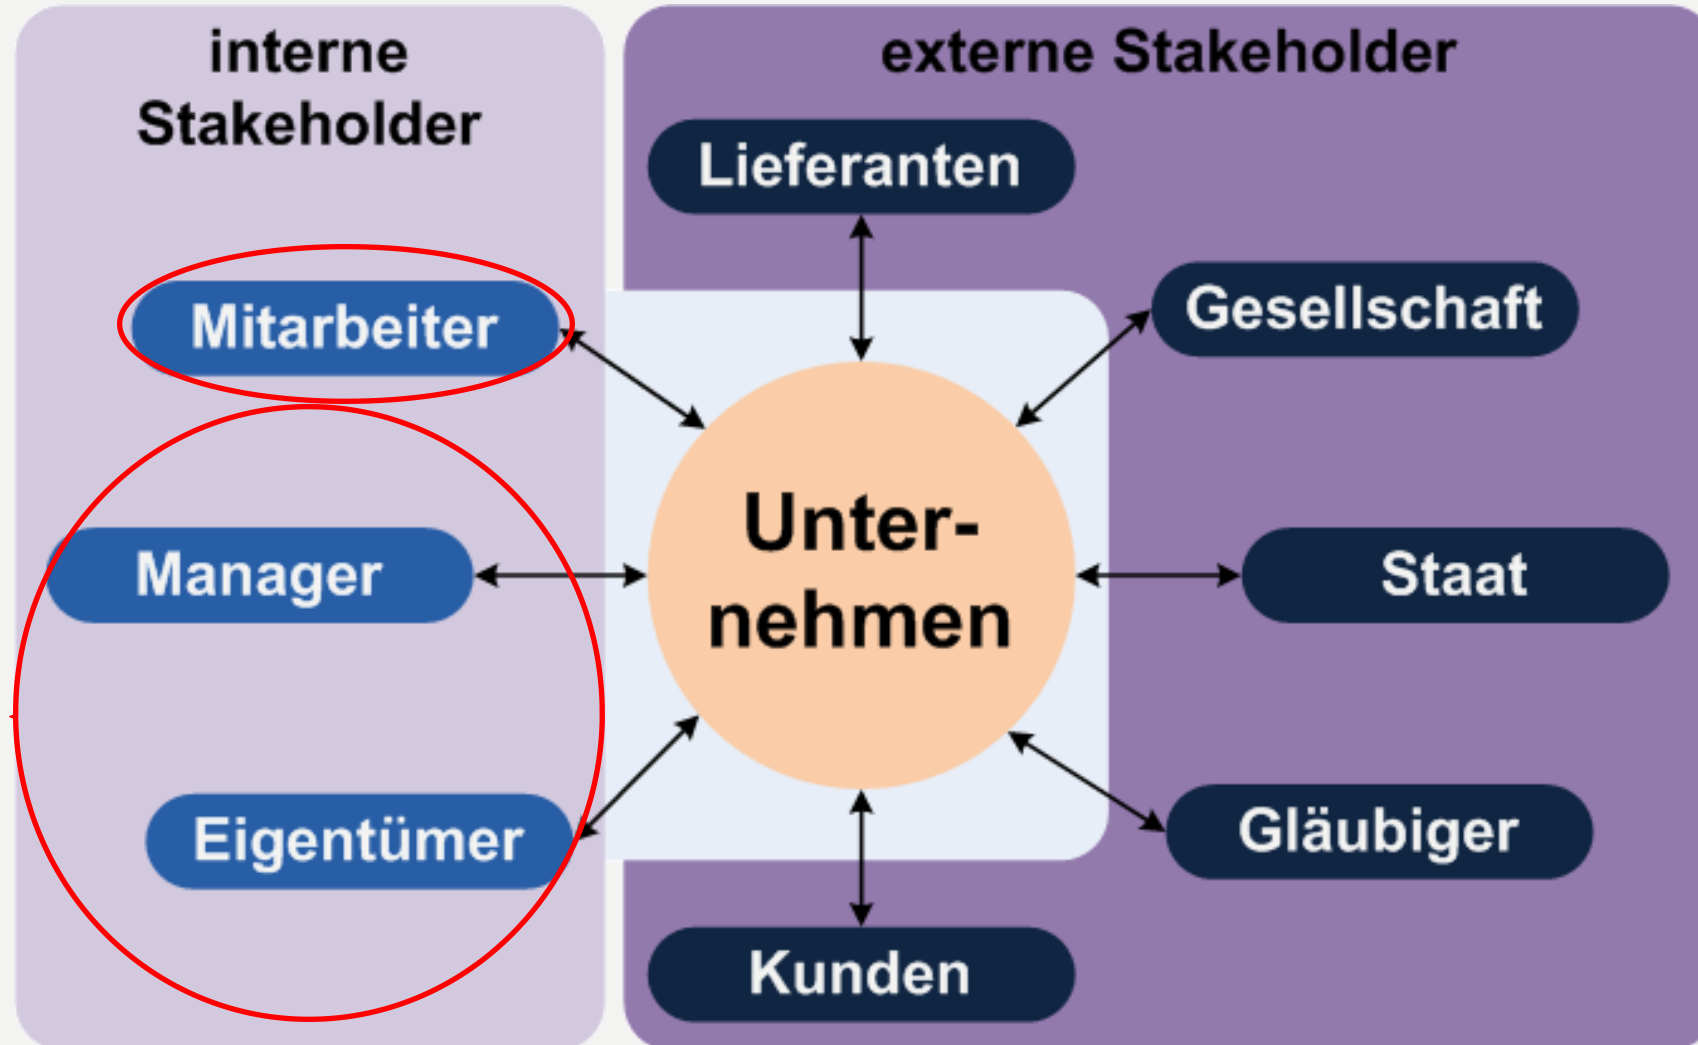 interne
Stakeholder
externe Stakeholder
Lieferanten
Mitarbeiter
Gesellschaft
Manager
Unter-
nehmen
Staat
Eigentümer
Gläubiger
Kunden